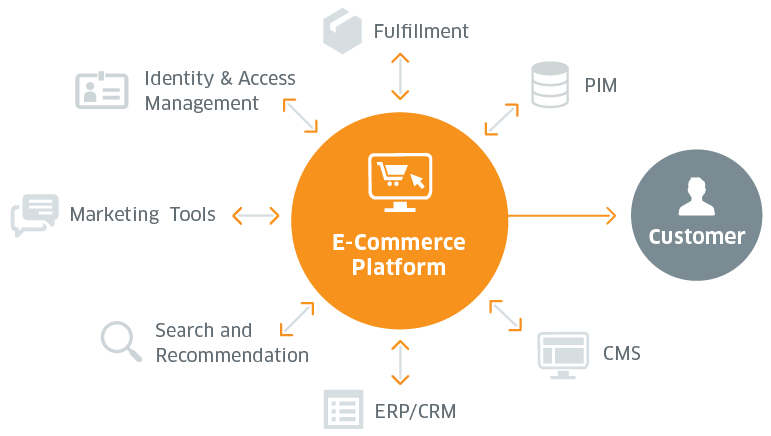 Fulfillment
Identity & Access
Management
PIM
Marketing Tools
E-Commerce
Platform
Customer
Search and
Recommendation
CMS
ERP/CRM